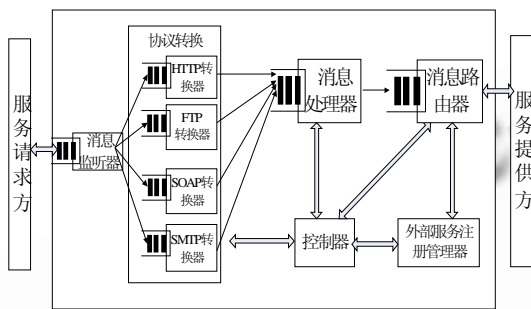 协议转换
服
务
请
求
方
消息
监听器
HTTP转
换器
FTP
转换器
SOAP转
换器
SMTP转
换器
消息
处理器
消息路
由器
控制器
外部服务注
册管理器
服
务
提
供
方